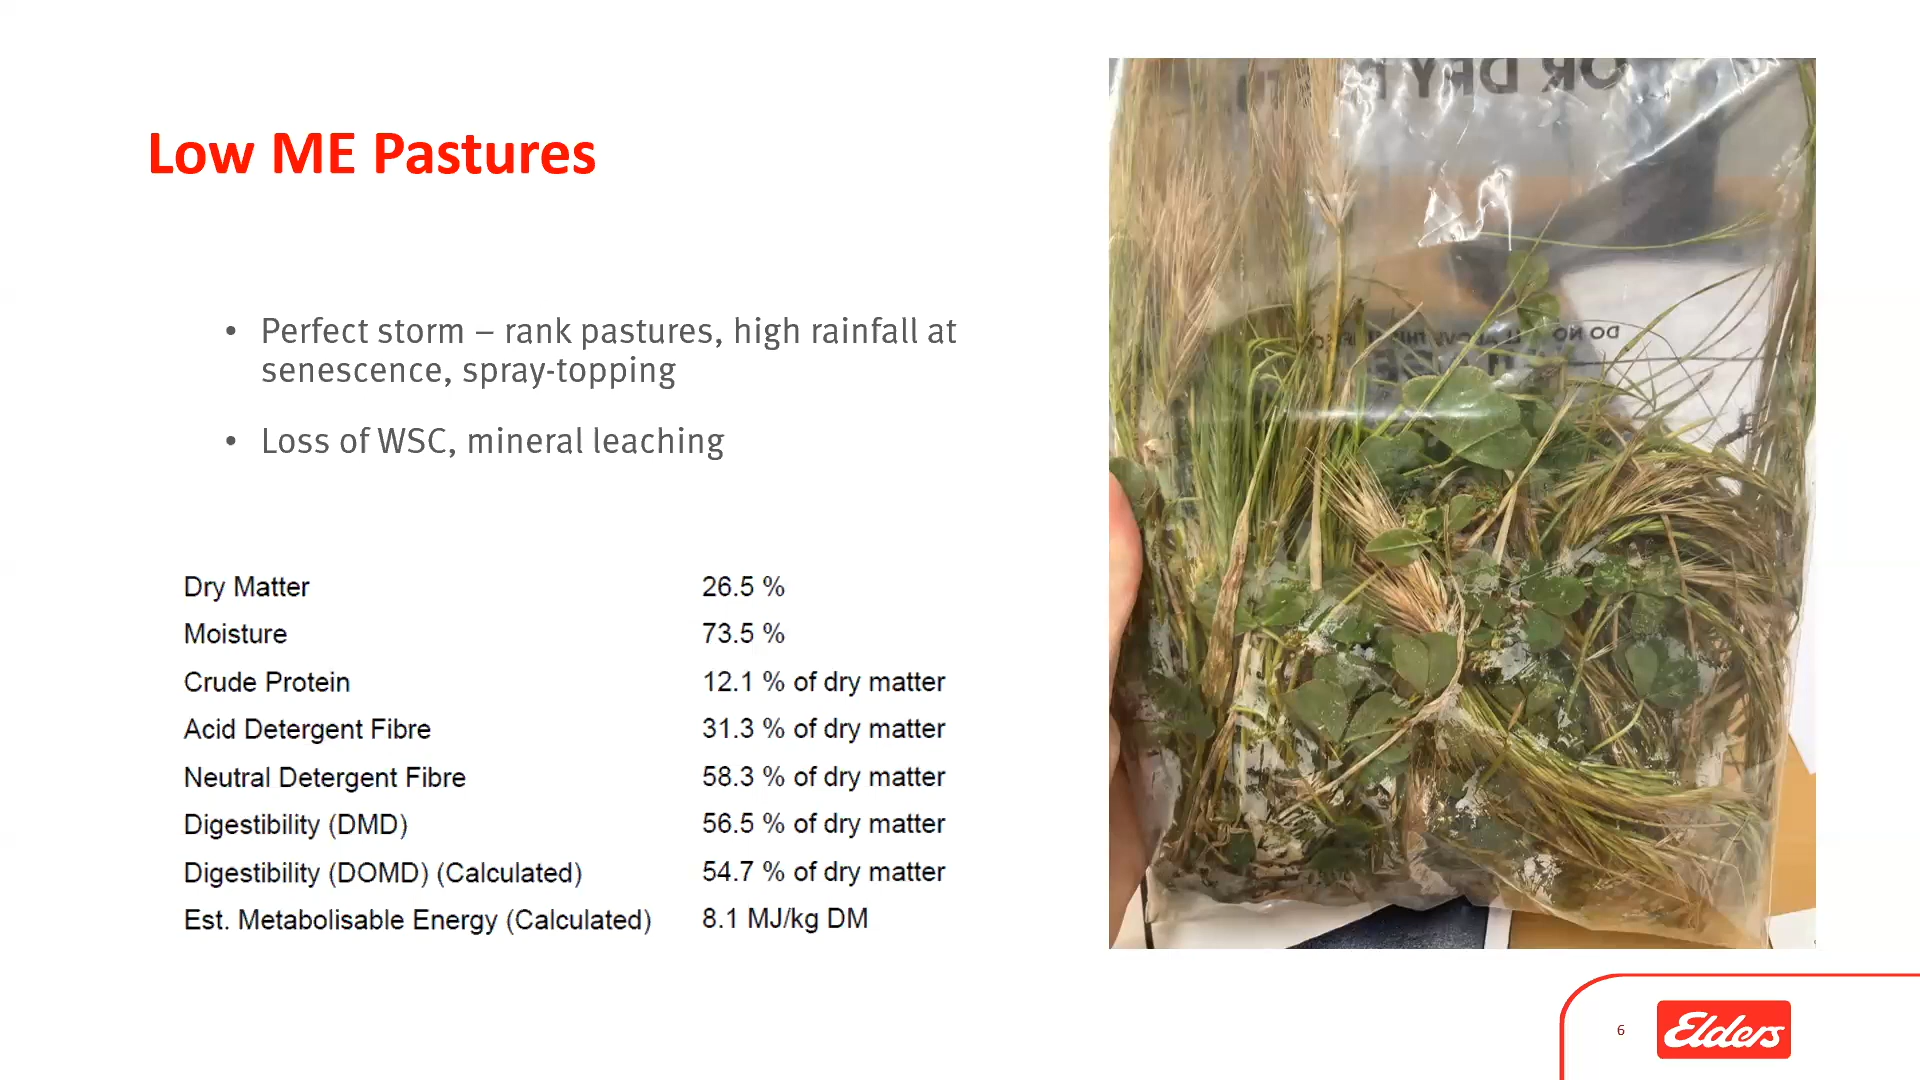 Low ME Pastures
• Perfect storm – rank pastures, high rainfall at
senescence, spray-topping
• Loss of WSC, mineral leaching
Dry Matter 26.5 %
Moisture 73.5 %
Crude Protein 12.1 % of dry matter
Acid Detergent Fibre 31.3 % of dry matter
Neutral Detergent Fibre 58.3 % of dry matter
Digestibility (DMD) 56.5 % of dry matter
Digestibility (DOMD) (Calculated) 54.7 % of dry matter
Est. Metabolisable Energy (Calculated) 8.1 MJ/kg DM
DO NO
6
Elders